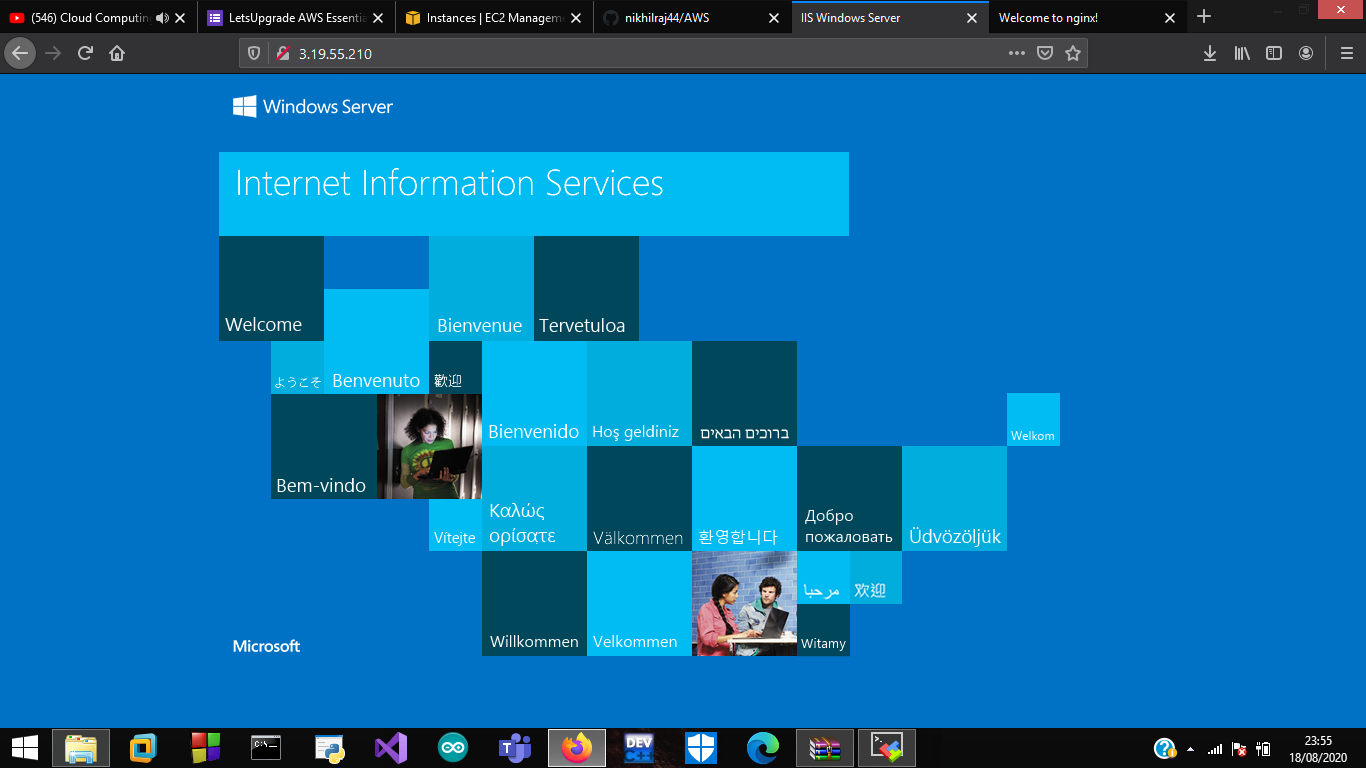 (546) Cloud Computing
LetsUpgrade AWS Essentia
Instances | EC2 Managem
nikhilraj44/AWS
IIS Windows Server
Welcome to nginx!
3.19.55.210
Windows Server
Internet Information Services
Welcome
Bienvenue
Tervetuloa
ようこそ
Benvenuto
歡迎
Bienvenido
Hoş geldiniz
ברוכים הבאים
Welkom
Bem-vindo
Vítejte
Καλώς
ορίσατε
Välkommen
환영합니다
Добро
пожаловать
Üdvözöljük
Willkommen
Velkommen
مرحبا
欢迎
Witamy
Microsoft
C:\_
DEV
C++
23:55
18/08/2020